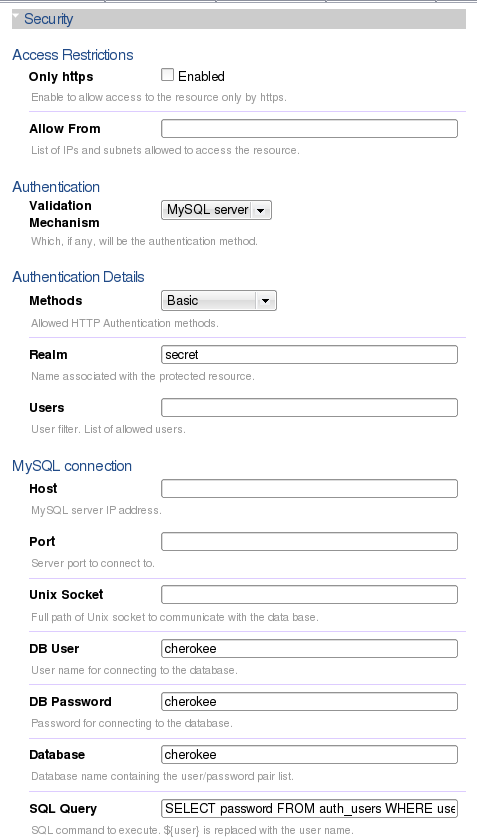 Security
Access Restrictions
Only https Enabled
Enable to allow access to the resource only by https.
Allow From
List of IPs and subnets allowed to access the resource.
Authentication
Validation
Mechanism MySQL server
Which, if any, will be the authentication method.
Authentication Details
Methods Basic
Allowed HTTP Authentication methods.
Realm secret
Name associated with the protected resource.
Users
User filter. List of allowed users.
MySQL connection
Host
MySQL server IP address.
Port
Server port to connect to.
Unix Socket
Full path of Unix socket to communicate with the data base.
DB User cherokee
User name for connecting to the database.
DB Password cherokee
Password for connecting to the database.
Database cherokee
Database name containing the user/password pair list.
SQL Query SELECT password FROM auth_users WHERE use
SQL command to execute. ${user} is replaced with the user name.